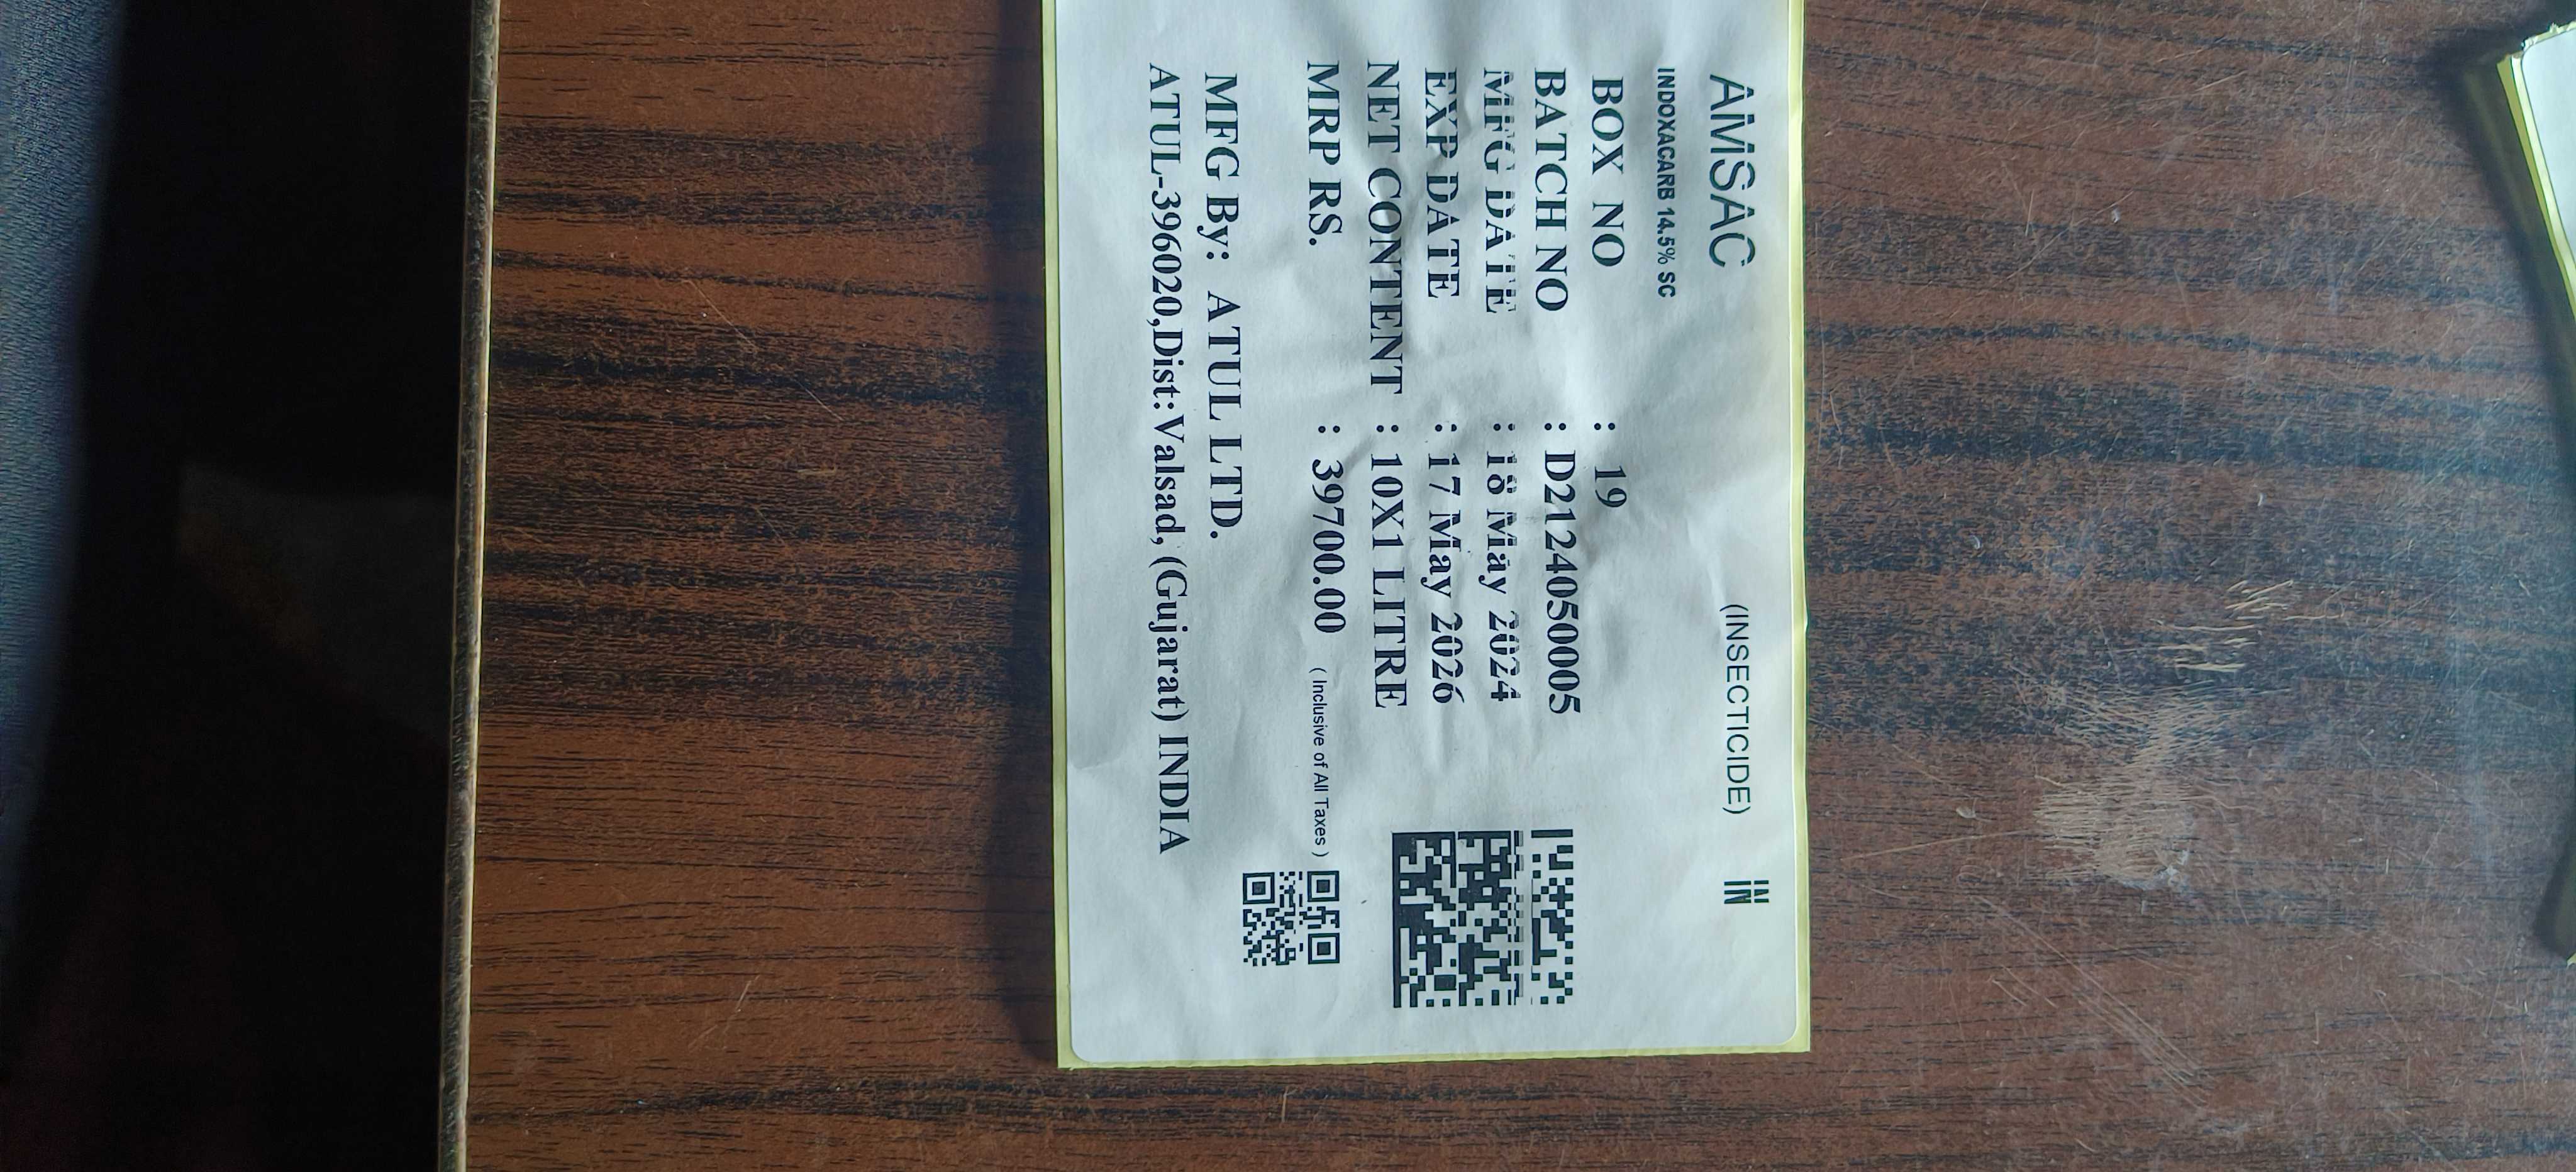 AMSAC (INSECTICIDE) IN
INDOXACARB 14.5% SC
BOX NO : 19
BATCH NO : D21240500005
MFG DATE : 18 May 2024
EXP DATE : 17 May 2026
NET CONTENT : 10X1 LITRE
MRP RS. : 39700.00 ( Inclusive of All Taxes )
MFG By: ATUL LTD.
ATUL-396020,Dist:Valsad, (Gujarat) INDIA